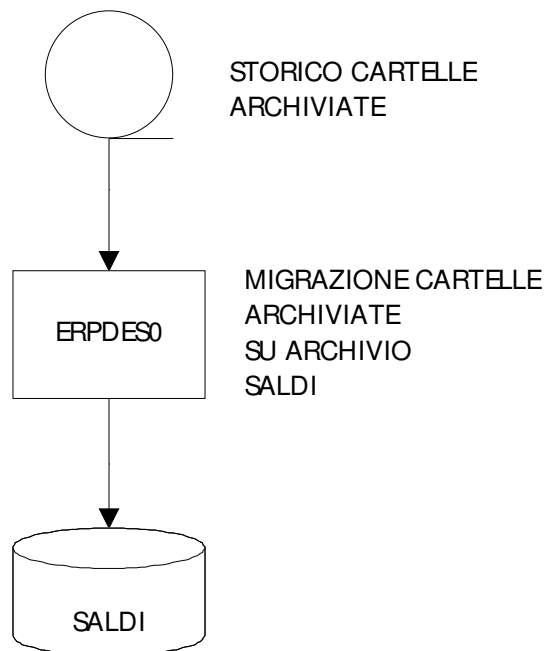 STORICO CARTELLE
ARCHIVIATE
ERPDES0
MIGRAZIONE CARTELLE
ARCHIVIATE
SU ARCHIVIO
SALDI
SALDI